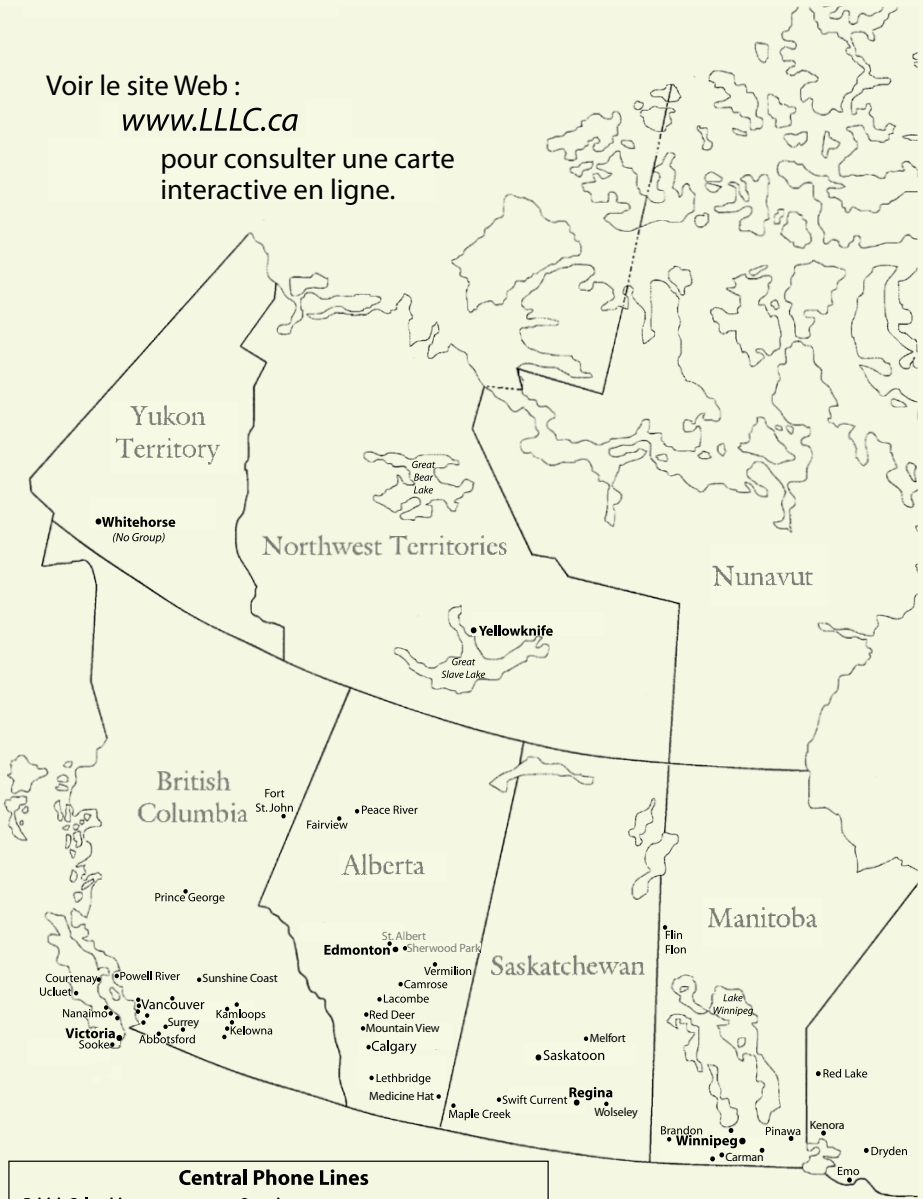 Voir le site Web :
www.LLLC.ca
pour consulter une carte
interactive en ligne.
Yukon
Territory
Great
Bear
Lake
Whitehorse
(No Group)
Northwest Territories
Nunavut
Yellowknife
Great
Slave Lake
British
Columbia
Fort
St. John
Peace River
Fairview
Alberta
Prince George
Manitoba
St. Albert
Edmonton
Sherwood Park
Flin
Flon
Saskatchewan
Vermilion
Courtenay
Powell River
Sunshine Coast
Camrose
Ucluet
Lacombe
Lake
Winnipeg
Vancouver
Nanaimo
Kamloops
Red Deer
Surrey
Mountain View
Kelowna
Victoria
Abbotsford
Sooke
Calgary
Melfort
Saskatoon
Red Lake
Lethbridge
Medicine Hat
Regina
Swift Current
Maple Creek
Wolseley
Brandon
Winnipeg
Pinawa
Kenora
Carman
Dryden
Emo
Central Phone Lines